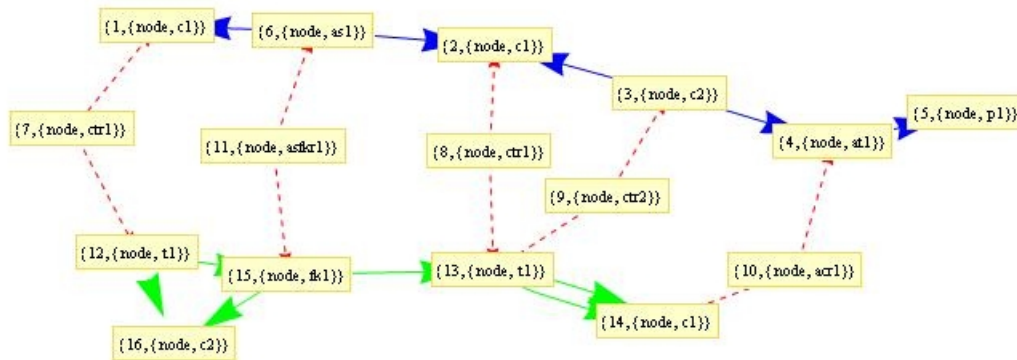 {1,{node, c1}}
{6,{node, as1}}
{2,{node, c1}}
{3,{node, c2}}
{5,{node, p1}}
{7,{node, ctr1}}
{11,{node, asfkr1}}
{8,{node, ctr1}}
{4,{node, at1}}
{9,{node, ctr2}}
{12,{node, t1}}
{15,{node, fk1}}
{13,{node, t1}}
{10,{node, acr1}}
{14,{node, c1}}
{16,{node, c2}}